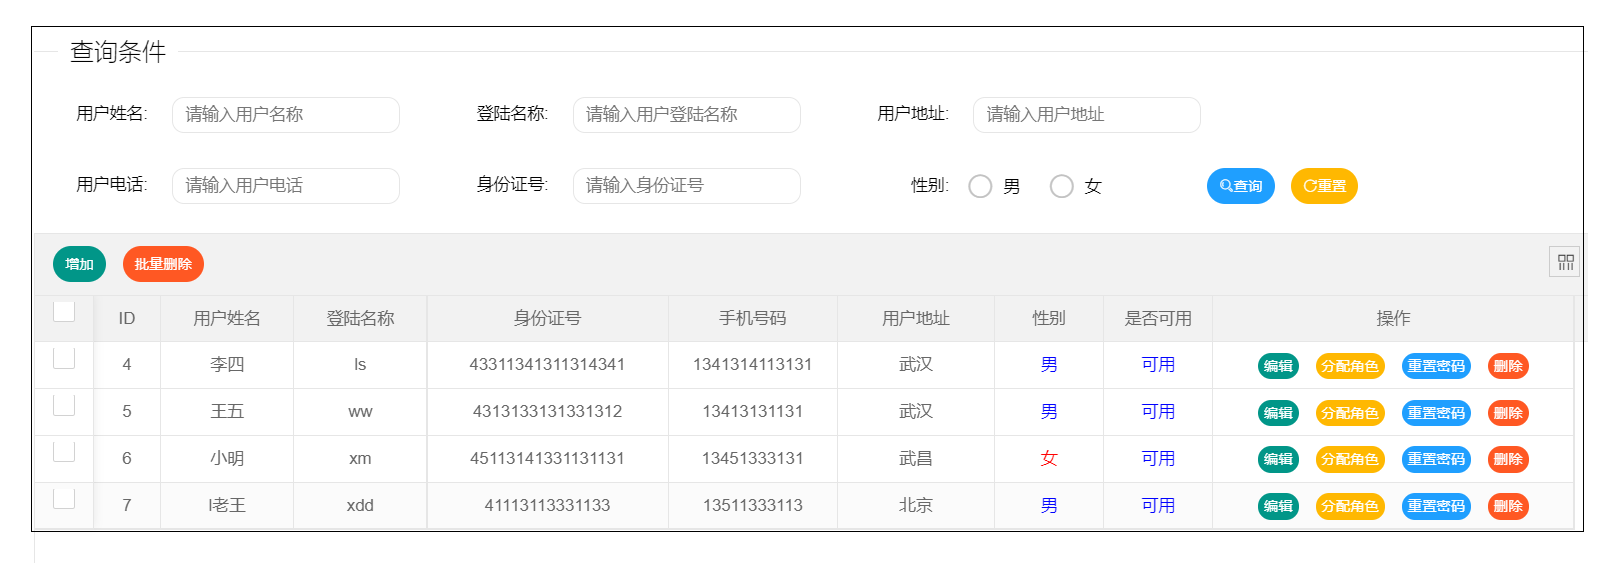 查询条件
用户姓名: 请输入用户名称 登陆名称: 请输入用户登陆名称 用户地址: 请输入用户地址
用户电话: 请输入用户电话 身份证号: 请输入身份证号 性别: 男 女 查询 重置
增加 批量删除
ID 用户姓名 登陆名称 身份证号 手机号码 用户地址 性别 是否可用 操作
4 李四 ls 43311341311314341 1341314113131 武汉 男 可用 编辑 分配角色 重置密码 删除
5 王五 ww 4313133131331312 13413131131 武汉 男 可用 编辑 分配角色 重置密码 删除
6 小明 xm 45113141331131131 13451333131 武昌 女 可用 编辑 分配角色 重置密码 删除
7 l老王 xdd 41113113331133 13511333113 北京 男 可用 编辑 分配角色 重置密码 删除